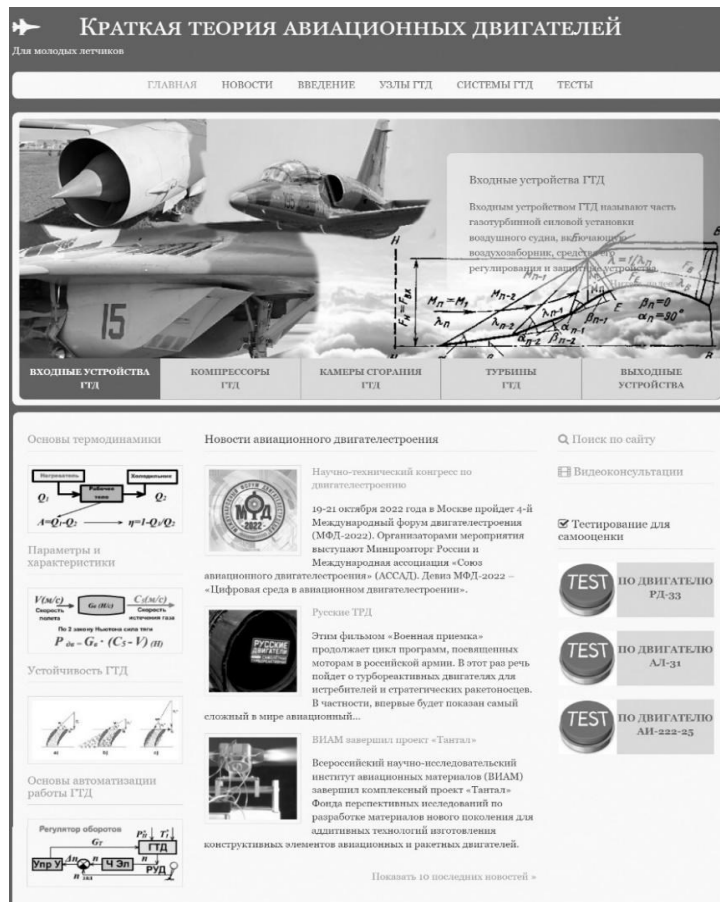 Краткая теория авиационных двигателей
Для молодых летчиков
ГЛАВНАЯ НОВОСТИ ВВЕДЕНИЕ УЗЛЫ ГТД СИСТЕМЫ ГТД ТЕСТЫ
Входные устройства ГТД
Входным устройством ГТД называют часть
газотурбинной силовой установки
воздушного судна, включающую
воздухозаборник, средства его
регулирования и защитные устройства.
15
ВХОДНЫЕ УСТРОЙСТВА
ГТД
КОМПРЕССОРЫ
ГТД
КАМЕРЫ СГОРАНИЯ
ГТД
ТУРБИНЫ
ГТД
ВЫХОДНЫЕ
УСТРОЙСТВА
Основы термодинамики
Нагреватель
Холодильник
Рабочее
тело
Q₁ Q₂
A=Q₁-Q₂ → η=1-Q₁/Q₂
Параметры и
характеристики
V(м/с)
Скорость
полета
C₅(м/с)
Скорость
истечения газа
По 2 закону Ньютона сила тяги
P дв = Gв · (C₅ - V) (Н)
Устойчивость ГТД
а) б) в)
Основы автоматизации
работы ГТД
Регулятор оборотов
Gт
ГТД
Упр У
Δn
n
Ч Эл
n
РУД
n зад
Новости авиационного двигателестроения
Научно-технический конгресс по
двигателестроению
МФД
2022
19-21 октября 2022 года в Москве пройдет 4-й
Международный форум двигателестроения
(МФД-2022). Организаторами мероприятия
выступают Минпромторг России и
Международная ассоциация «Союз
авиационного двигателестроения» (АССАД). Девиз МФД-2022 –
«Цифровая среда в авиационном двигателестроении».
Русские ТРД
РУССКИЕ
ДВИГАТЕЛИ
Этим фильмом «Военная приемка»
продолжает цикл программ, посвященных
моторам в российской армии. В этот раз речь
пойдет о турбореактивных двигателях для
истребителей и стратегических ракетоносцев.
В частности, впервые будет показан самый
сложный в мире авиационный...
ВИАМ завершил проект «Тантал»
Всероссийский научно-исследовательский
институт авиационных материалов (ВИАМ)
завершил комплексный проект «Тантал»
Фонда перспективных исследований по
разработке материалов нового поколения для
аддитивных технологий изготовления
конструктивных элементов авиационных и ракетных двигателей.
Показать 10 последних новостей »
Поиск по сайту
Видеоконсультации
Тестирование для
самооценки
TEST
ПО ДВИГАТЕЛЮ
РД-33
TEST
ПО ДВИГАТЕЛЮ
АЛ-31
TEST
ПО ДВИГАТЕЛЮ
АИ-222-25